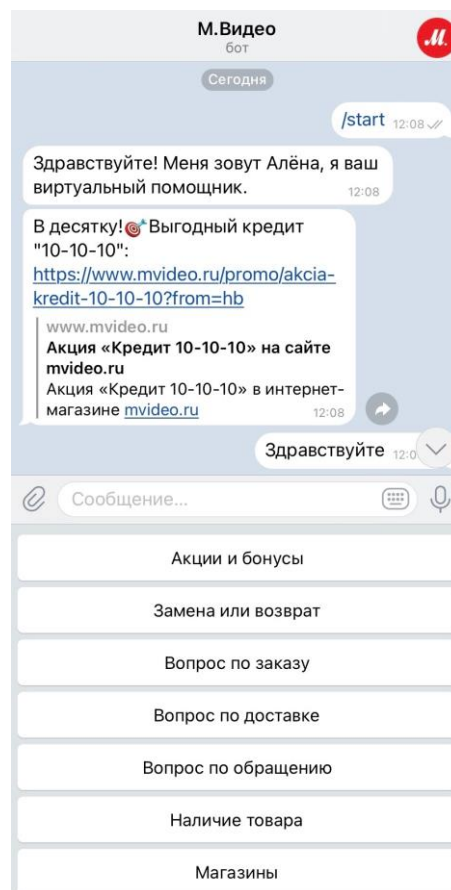 М.Видео
бот
М.
Сегодня
/start 12:08
Здравствуйте! Меня зовут Алёна, я ваш
виртуальный помощник. 12:08
В десятку!🎯 Выгодный кредит
"10-10-10":
https://www.mvideo.ru/promo/akcia-
kredit-10-10-10?from=hb
www.mvideo.ru
Акция «Кредит 10-10-10» на сайте
mvideo.ru
Акция «Кредит 10-10-10» в интернет-
магазине mvideo.ru 12:08
Здравствуйте
Сообщение...
Акции и бонусы
Замена или возврат
Вопрос по заказу
Вопрос по доставке
Вопрос по обращению
Наличие товара
Магазины